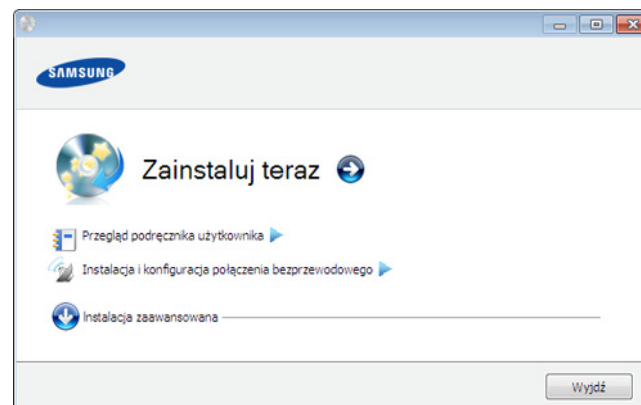 SAMSUNG
Zainstaluj teraz
Przegląd podręcznika użytkownika
Instalacja i konfiguracja połączenia bezprzewodowego
Instalacja zaawansowana
Wyjdź